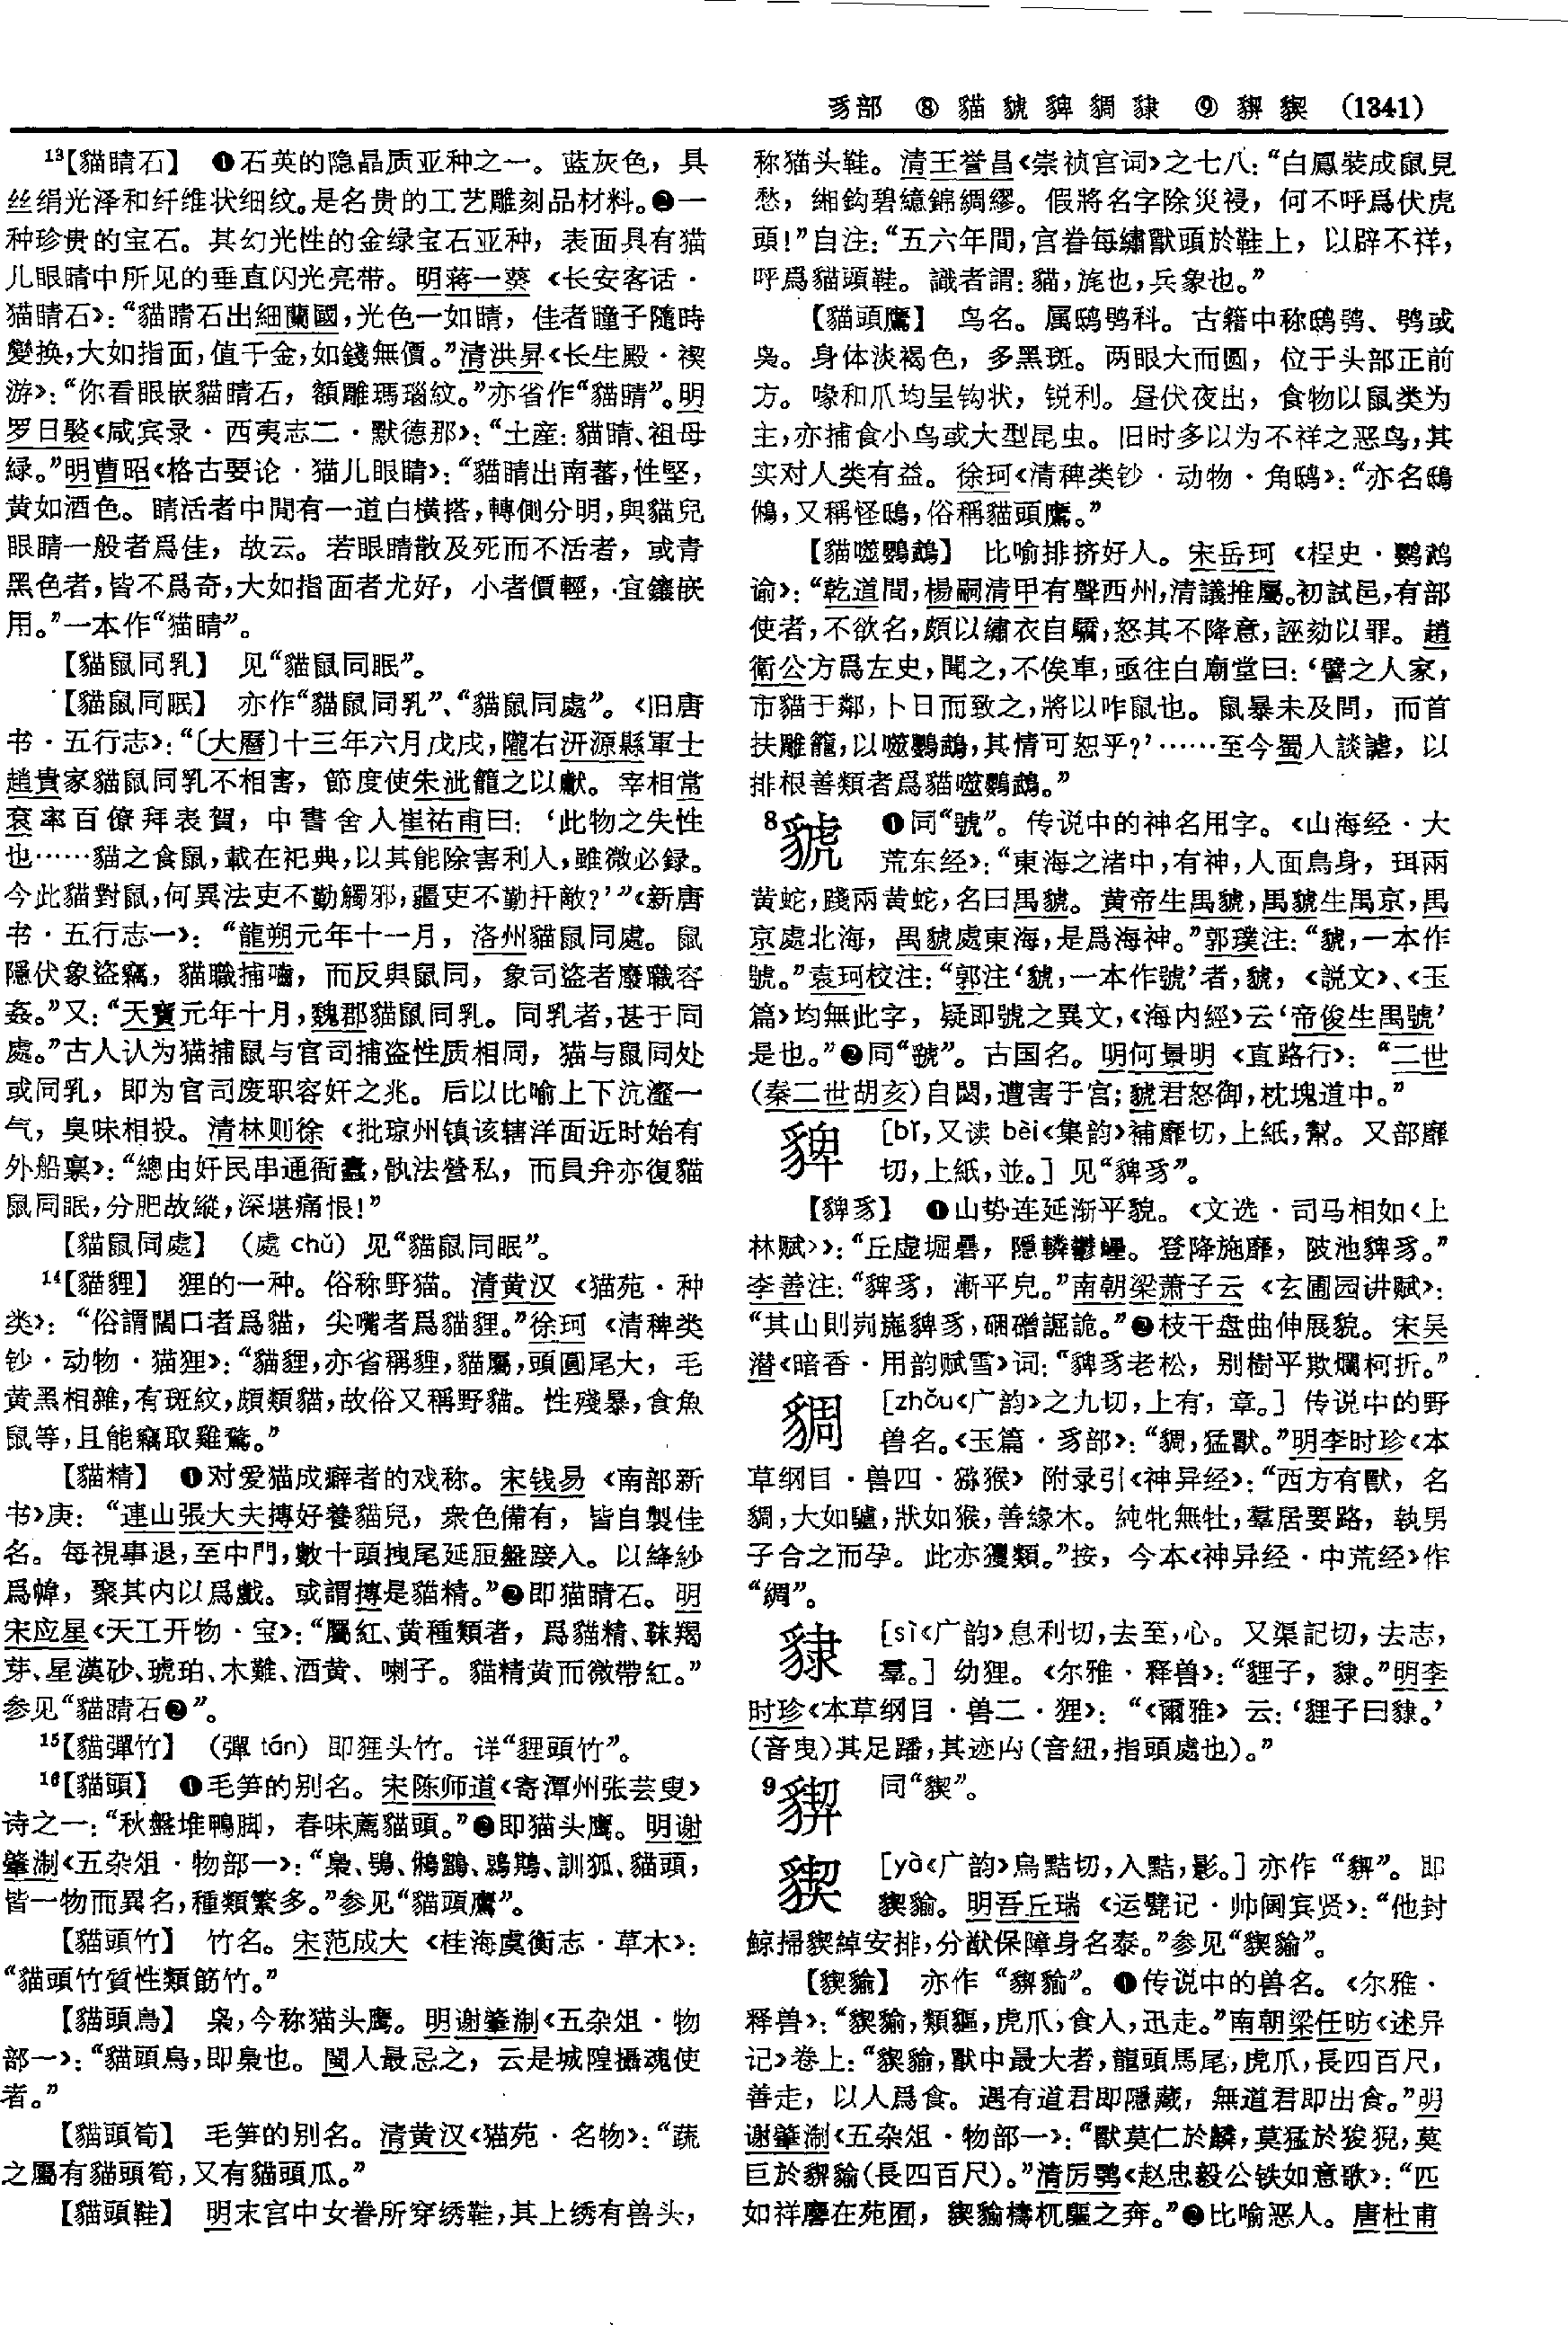 豸部 ⑧ 貓 䝞 貏 貂 貄 ⑨ 貏 貏 (1341)
13【貓睛石】 ❶石英的隐晶质亚种之一。蓝灰色，具
丝绢光泽和纤维状细纹。是名贵的工艺雕刻品材料。❷一
种珍贵的宝石。其幻光性的金绿宝石亚种，表面具有猫
儿眼睛中所见的垂直闪光亮带。明蒋一葵《长安客话·
猫睛石》：“貓睛石出細蘭國，光色一如睛，佳者瞳子隨時
變换，大如指面，值千金，如錢無價。”清洪昇《长生殿·禊
游》：“你看眼嵌貓睛石，額雕瑪瑙紋。”亦省作“貓睛”。明
罗日褧《咸宾录·西夷志二·默德那》：“土産：貓睛、祖母
緑。”明曹昭《格古要论·猫儿眼睛》：“貓睛出南蕃，性堅，
黄如酒色。睛活者中間有一道白横搭，轉側分明，與貓兒
眼睛一般者爲佳，故云。若眼睛散及死而不活者，或青
黑色者，皆不爲奇，大如指面者尤好，小者價輕，宜鑲嵌
用。”一本作“猫睛”。
【貓鼠同乳】 见“貓鼠同眠”。
【貓鼠同眠】 亦作“貓鼠同乳”、“貓鼠同處”。《旧唐
书·五行志》：“〔大曆〕十三年六月戊戌，隴右汧源縣軍士
趙貴家貓鼠同乳不相害，節度使朱泚籠之以獻。宰相常
衮率百僚拜表賀，中書舍人崔祐甫曰：‘此物之失性
也……貓之食鼠，載在祀典，以其能除害利人，雖微必録。
今此貓對鼠，何異法吏不勤觸邪，疆吏不勤扞敵？’”《新唐
书·五行志一》：“龍朔元年十一月，洛州貓鼠同處。鼠
隱伏象盜竊，貓職捕嚙，而反與鼠同，象司盜者廢職容
姦。”又：“天寶元年十月，魏郡貓鼠同乳。同乳者，甚于同
處。”古人认为猫捕鼠与官司捕盗性质相同，猫与鼠同处
或同乳，即为官司废职容奸之兆。后以比喻上下沆瀣一
气，臭味相投。清林则徐《批琼州镇该辖洋面近时始有
外船禀》：“總由奸民串通衙蠹，骫法營私，而員弁亦復貓
鼠同眠，分肥故縱，深堪痛恨！”
【貓鼠同處】 （處 chǔ）见“貓鼠同眠”。
14【貓貍】 狸的一种。俗称野猫。清黄汉《猫苑·种
类》：“俗謂闊口者爲貓，尖嘴者爲貓貍。”徐珂《清稗类
钞·动物·猫狸》：“貓貍，亦省稱貍，貓屬，頭圓尾大，毛
黄黑相雜，有斑紋，頗類貓，故俗又稱野貓。性殘暴，食魚
鼠等，且能竊取雞鶩。”
【貓精】 ❶对爱猫成癖者的戏称。宋钱易《南部新
书》庚：“連山張大夫摶好養貓兒，衆色備有，皆自製佳
名。每視事退，至中門，數十頭拽尾延脰盤踥入。以絳紗
爲幃，聚其内以爲戲。或謂摶是貓精。”❷即猫睛石。明
宋应星《天工开物·宝》：“屬紅、黄種類者，爲貓精、靺羯
芽、星漢砂、琥珀、木難、酒黄、喇子。貓精黄而微帶紅。”
参见“貓睛石❷”。
15【貓彈竹】 （彈 tán）即狸头竹。详“貍頭竹”。
16【貓頭】 ❶毛笋的别名。宋陈师道《寄潭州张芸叟》
诗之一：“秋盤堆鴨脚，春味薦貓頭。”❷即猫头鹰。明谢
肇淛《五杂俎·物部一》：“梟、鴞、鵂鶹、鵋鶀、訓狐、貓頭，
皆一物而異名，種類繁多。”参见“貓頭鷹”。
【貓頭竹】 竹名。宋范成大《桂海虞衡志·草木》：
“貓頭竹質性類筯竹。”
【貓頭鳥】 枭，今称猫头鹰。明谢肇淛《五杂俎·物
部一》：“貓頭鳥，即梟也。閩人最忌之，云是城隍攝魂使
者。”
【貓頭筍】 毛笋的别名。清黄汉《猫苑·名物》：“蔬
之屬有貓頭筍，又有貓頭瓜。”
【貓頭鞋】 明末宫中女眷所穿绣鞋，其上绣有兽头，
称猫头鞋。清王誉昌《崇祯宫词》之七八：“白鳳裝成鼠見
愁，緗鈎碧繶錦綢繆。假將名字除災祲，何不呼爲伏虎
頭！”自注：“五六年間，宫眷每繡獸頭於鞋上，以辟不祥，
呼爲貓頭鞋。識者謂：貓，旄也，兵象也。”
【貓頭鷹】 鸟名。属鸱鸮科。古籍中称鸱鸮、鸮或
枭。身体淡褐色，多黑斑。两眼大而圆，位于头部正前
方。喙和爪均呈钩状，锐利。昼伏夜出，食物以鼠类为
主，亦捕食小鸟或大型昆虫。旧时多以为不祥之恶鸟，其
实对人类有益。徐珂《清稗类钞·动物·角鸱》：“亦名鴟
鵂，又稱怪鴟，俗稱貓頭鷹。”
【貓噬鸚鵡】 比喻排挤好人。宋岳珂《桯史·鹦鹉
谕》：“乾道間，楊嗣清甲有聲西州，清議推屬。初試邑，有部
使者，不欲名，頗以繡衣自驕，怒其不降意，誣劾以罪。趙
衛公方爲左史，聞之，不俟車，亟往白廟堂曰：‘譬之人家，
市貓于鄰，卜日而致之，將以咋鼠也。鼠暴未及問，而首
扶雕籠，以噬鸚鵡，其情可恕乎？’……至今蜀人談謔，以
排根善類者爲貓噬鸚鵡。”
8䝞 ❶同“號”。传说中的神名用字。《山海经·大
荒东经》：“東海之渚中，有神，人面鳥身，珥兩
黄蛇，踐兩黄蛇，名曰禺䝞。黄帝生禺䝞，禺䝞生禺京，禺
京處北海，禺䝞處東海，是爲海神。”郭璞注：“䝞，一本作
號。”袁珂校注：“郭注‘䝞，一本作號’者，䝞，《説文》、《玉
篇》均無此字，疑即號之異文，《海内經》云‘帝俊生禺號’
是也。”❷同“虢”。古国名。明何景明《直路行》：“二世
（秦二世胡亥）自閟，遭害于宫；䝞君怒御，枕塊道中。”
貏 [bǐ，又读 bèi《集韵》補靡切，上紙，幫。又部靡
切，上紙，並。] 见“貏豸”。
【貏豸】 ❶山势连延渐平貌。《文选·司马相如〈上
林赋〉》：“丘虚堀礨，隱轔鬱㠥。登降施靡，陂池貏豸。”
李善注：“貏豸，漸平皃。”南朝梁萧子云《玄圃园讲赋》：
“其山則峛崺貏豸，硱磳諔詭。”❷枝干盘曲伸展貌。宋吴
潜《暗香·用韵赋雪》词：“貏豸老松，别樹平欺爛柯折。”
䝬 [zhǒu《广韵》之九切，上有，章。] 传说中的野
兽名。《玉篇·豸部》：“䝬，猛獸。”明李时珍《本
草纲目·兽四·猕猴》附录引《神异经》：“西方有獸，名
䝬，大如驢，狀如猴，善緣木。純牝無牡，羣居要路，執男
子合之而孕。此亦玃類。”按，今本《神异经·中荒经》作
“綢”。
貄 [sì《广韵》息利切，去至，心。又渠記切，去志，
羣。] 幼狸。《尔雅·释兽》：“貍子，貄。”明李
时珍《本草纲目·兽二·狸》：“《爾雅》云：‘貍子曰貄。’
（音曳）其足蹯，其迹厹（音紐，指頭處也）。”
9 同“猰”。
貏 [yà《广韵》烏黠切，入黠，影。] 亦作“”。即
貐。明吾丘瑞《运甓记·帅阃宾贤》：“他封
鯨掃綽安排，分猷保障身名泰。”参见“貐”。
【貐】 亦作“貐”。❶传说中的兽名。《尔雅·
释兽》：“貐，類貙，虎爪，食人，迅走。”南朝梁任昉《述异
记》卷上：“貐，獸中最大者，龍頭馬尾，虎爪，長四百尺，
善走，以人爲食。遇有道君即隱藏，無道君即出食。”明
谢肇淛《五杂俎·物部一》：“獸莫仁於麟，莫猛於狻猊，莫
巨於貐（長四百尺）。”清厉鹗《赵忠毅公铁如意歌》：“匹
如祥麐在苑囿，貐檮杌驅之奔。”❷比喻恶人。唐杜甫